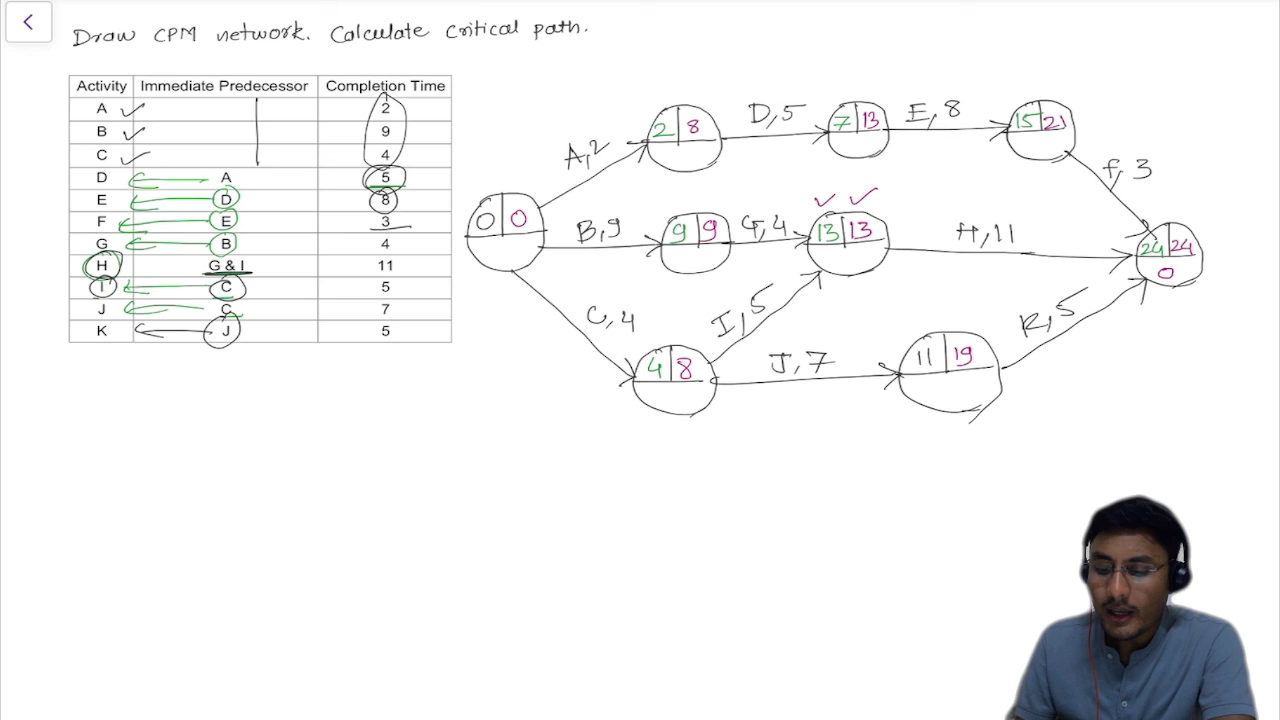 Draw CPM network. Calculate Critical path.
Activity Immediate Predecessor Completion Time
A 2
B 9
C 4
D A 5
E D 8
F E 3
G B 4
H G & I 11
I C 5
J C 7
K J 5
A, 2
2 8
D, 5
7 13
E, 8
15 21
f, 3
0 0
B, 9
9 9
G, 4
13 13
H, 11
24 24
0
C, 4
I, 5
4 8
J, 7
11 19
K, 5